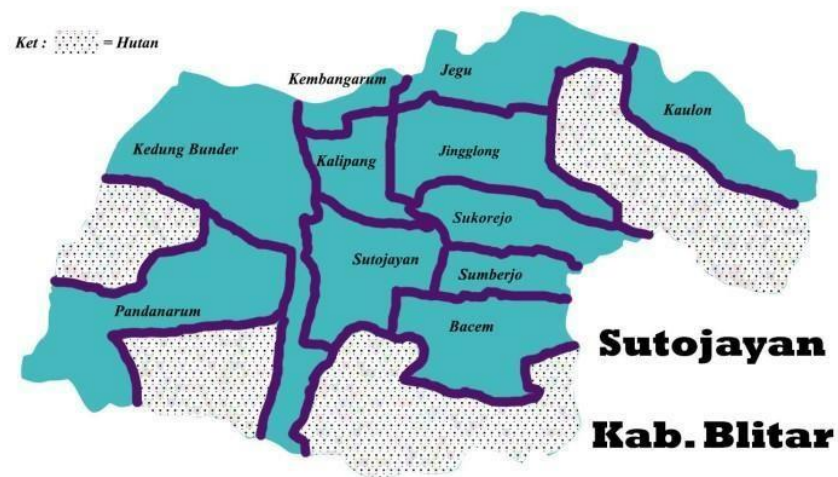 Ket : = Hutan
Kembangarum
Jegu
Kaulon
Kedung Bunder
Kalipang
Jingglong
Sukorejo
Sutojayan
Sumberjo
Pandanarum
Bacem
Sutojayan
Kab. Blitar